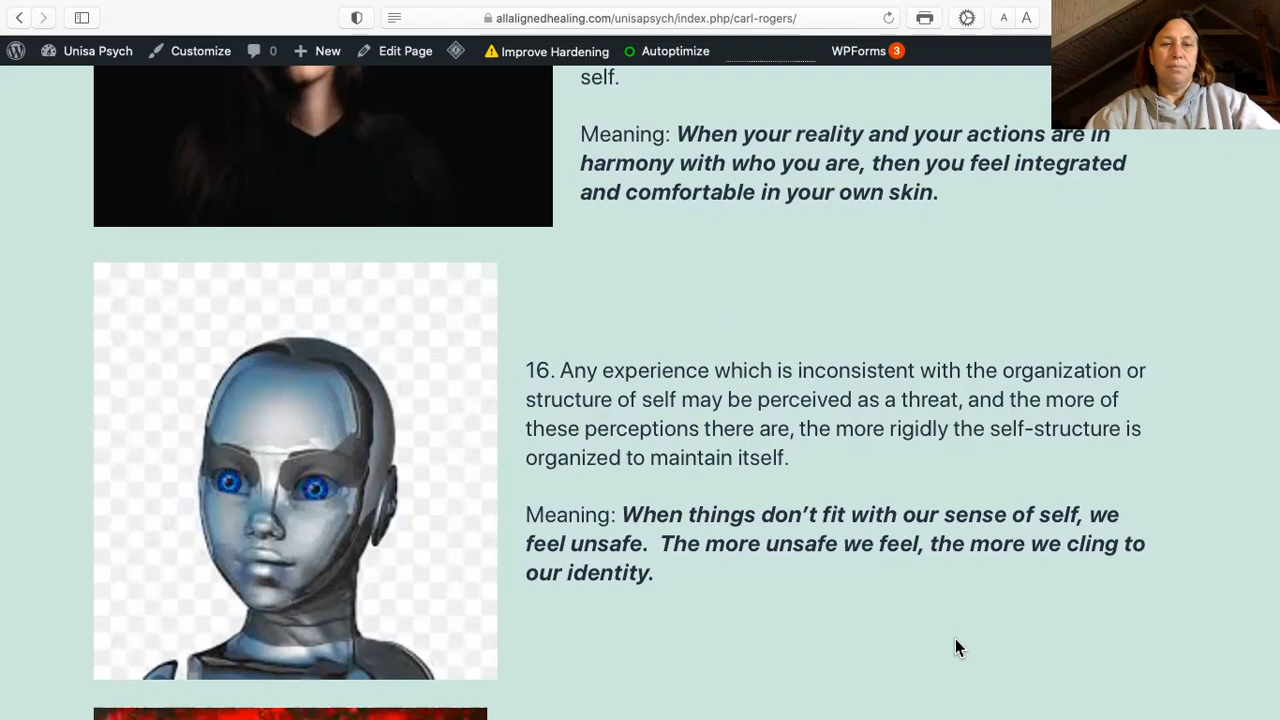 allalignedhealing.com/unisapsych/index.php/carl-rogers/
A A
Unisa Psych Customize 0 New Edit Page Improve Hardening Autoptimize WPForms 3
self.
Meaning: When your reality and your actions are in
harmony with who you are, then you feel integrated
and comfortable in your own skin.
16. Any experience which is inconsistent with the organization or
structure of self may be perceived as a threat, and the more of
these perceptions there are, the more rigidly the self-structure is
organized to maintain itself.
Meaning: When things don’t fit with our sense of self, we
feel unsafe.  The more unsafe we feel, the more we cling to
our identity.